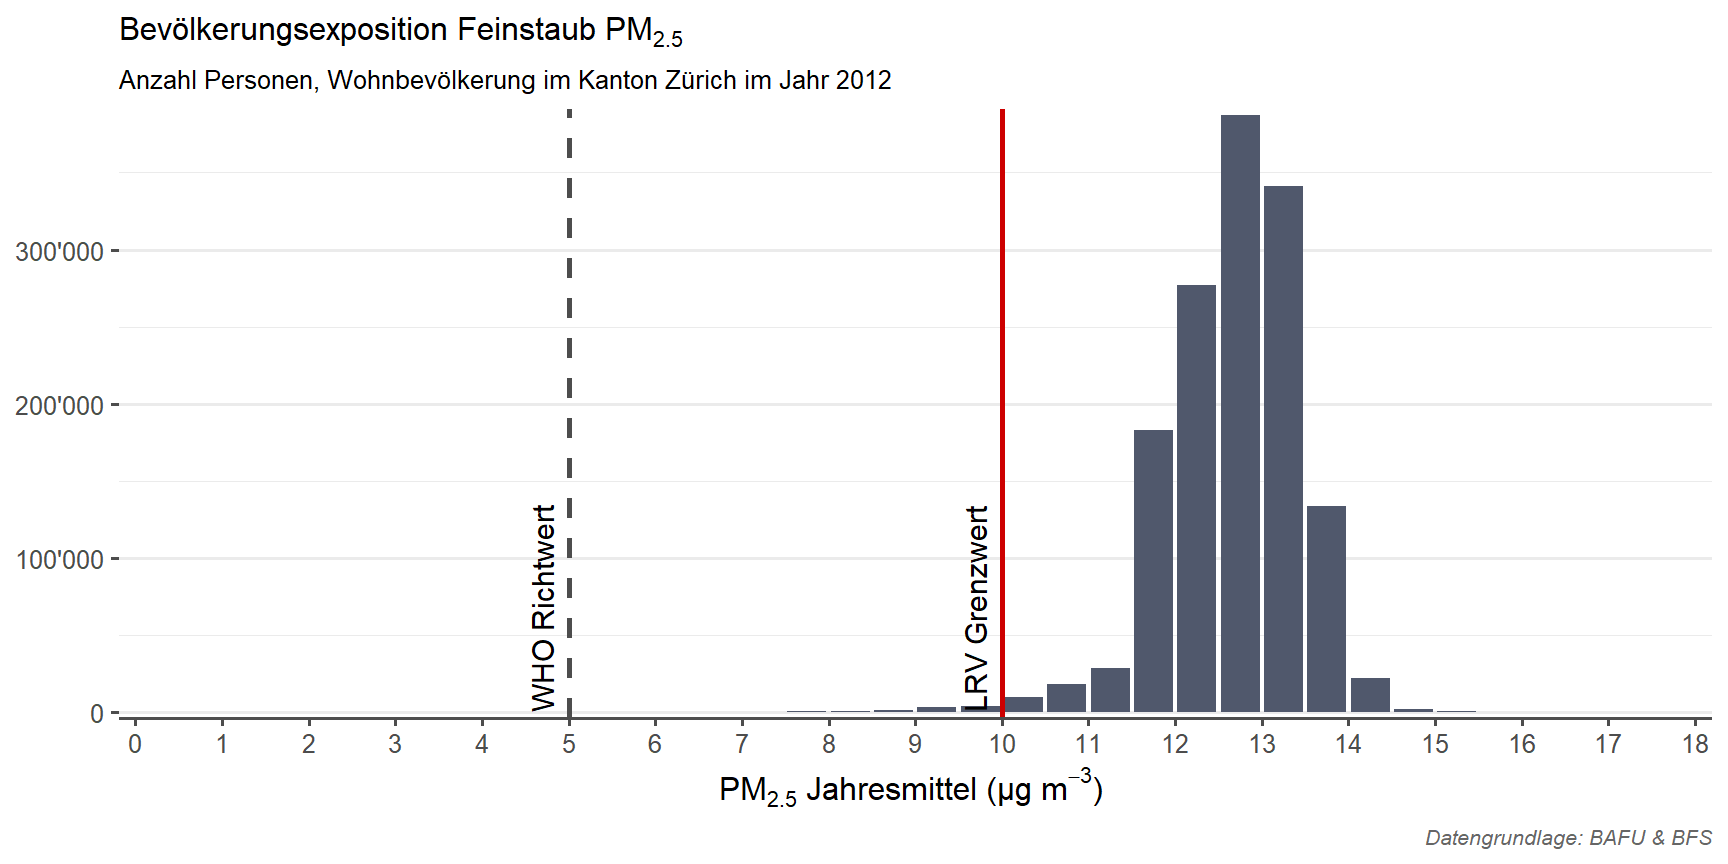 Bevölkerungsexposition Feinstaub PM2.5
Anzahl Personen, Wohnbevölkerung im Kanton Zürich im Jahr 2012
300'000
200'000
100'000
0
WHO Richtwert
LRV Grenzwert
0 1 2 3 4 5 6 7 8 9 10 11 12 13 14 15 16 17 18
PM2.5 Jahresmittel (µg m−3)
Datengrundlage: BAFU & BFS